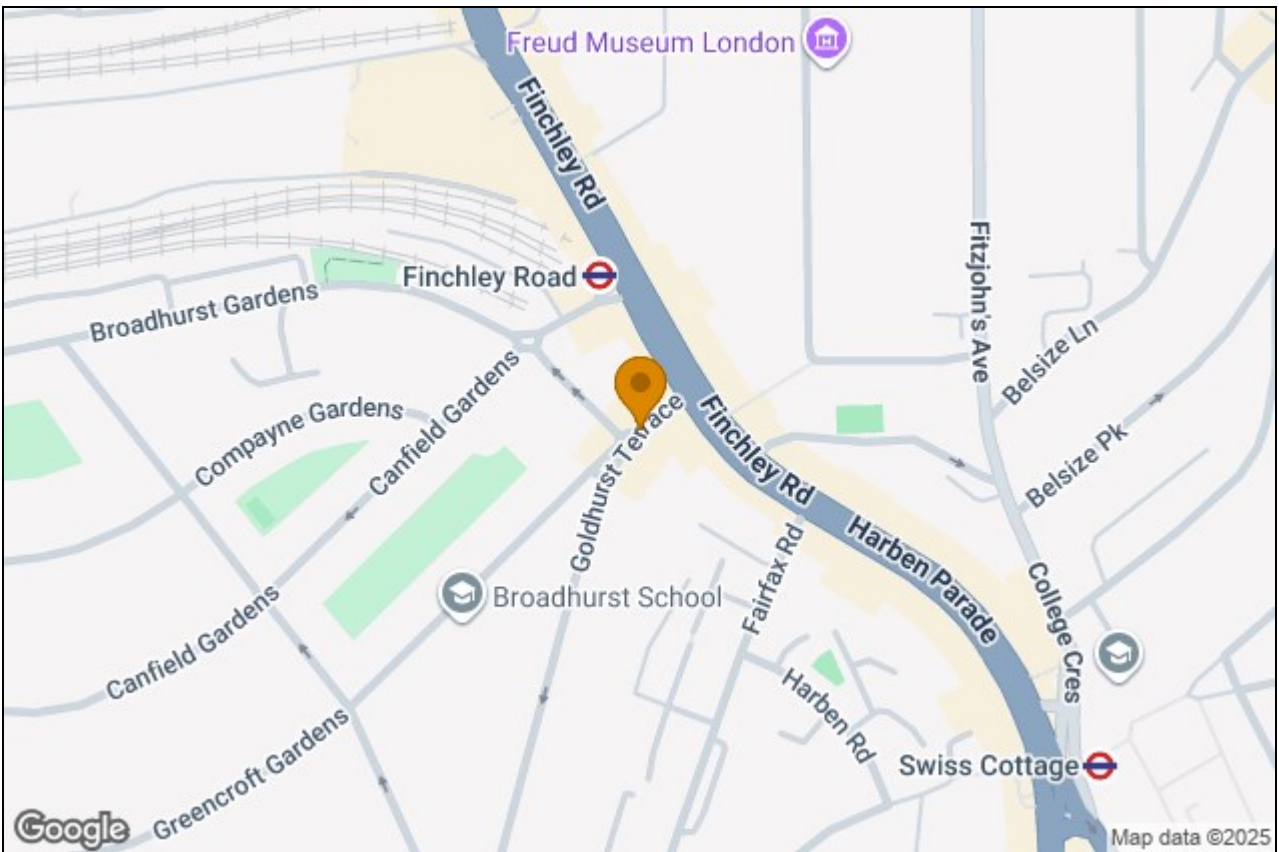 Freud Museum London
Finchley Rd
Fitzjohn's Ave
Finchley Road
Broadhurst Gardens
Belsize Ln
Canfield Gardens
Compayne Gardens
Goldhurst Terrace
Finchley Rd
Belsize Pk
Harben Parade
Fairfax Rd
Broadhurst School
College Cres
Canfield Gardens
Harben Rd
Greencroft Gardens
Swiss Cottage
Google
Map data ©2025